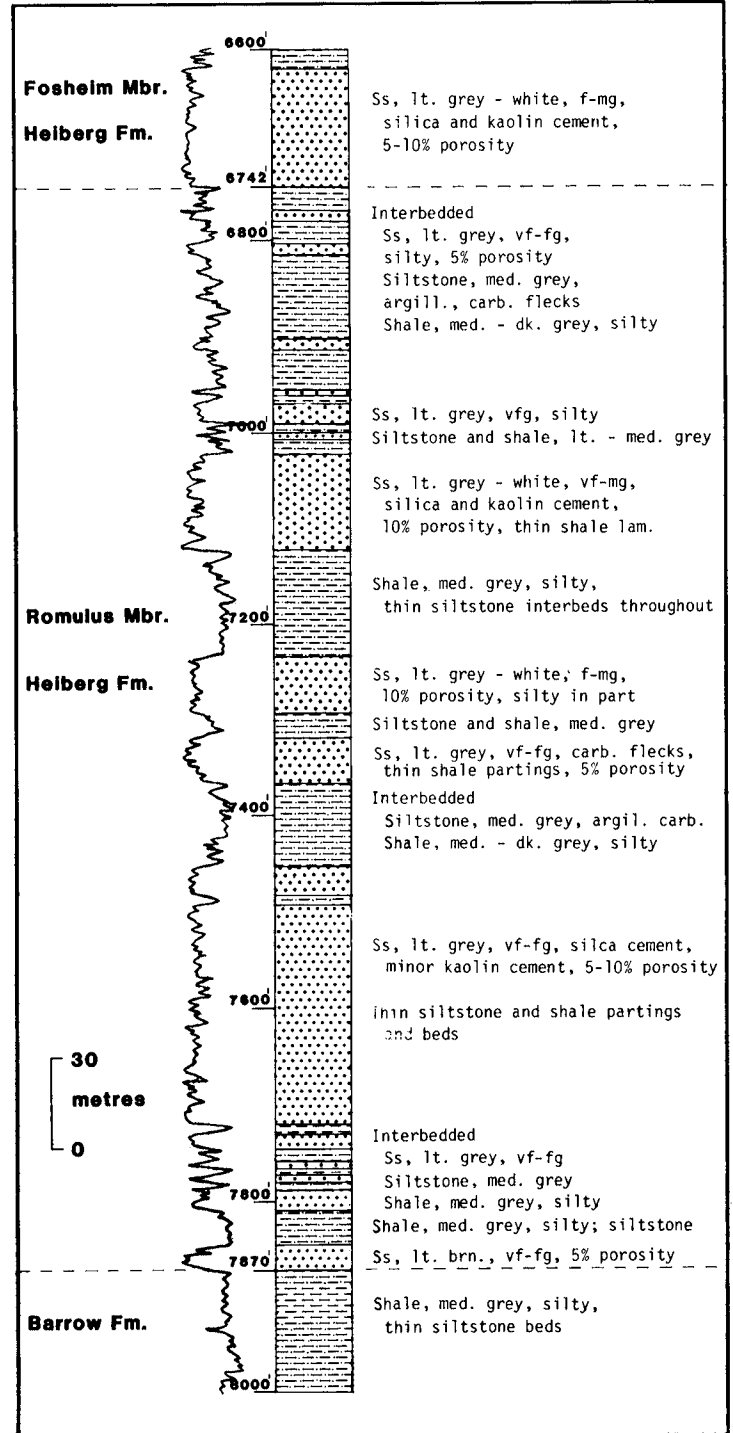 6600'
Fosheim Mbr.
Heiberg Fm.
Ss, lt. grey - white, f-mg,
silica and kaolin cement,
5-10% porosity
6742'
Interbedded
Ss, lt. grey, vf-fg,
silty, 5% porosity
Siltstone, med. grey,
argill., carb. flecks
Shale, med. - dk. grey, silty
6800'
Ss, lt. grey, vfg, silty
7000'
Siltstone and shale, lt. - med. grey
Ss, lt. grey - white, vf-mg,
silica and kaolin cement,
10% porosity, thin shale lam.
Shale, med. grey, silty,
thin siltstone interbeds throughout
Romulus Mbr.
7200'
Heiberg Fm.
Ss, lt. grey - white, f-mg,
10% porosity, silty in part
Siltstone and shale, med. grey
Ss, lt. grey, vf-fg, carb. flecks,
thin shale partings, 5% porosity
7400'
Interbedded
Siltstone, med. grey, argil. carb.
Shale, med. - dk. grey, silty
Ss, lt. grey, vf-fg, silca cement,
minor kaolin cement, 5-10% porosity
7600'
thin siltstone and shale partings
and beds
30
metres
0
Interbedded
Ss, lt. grey, vf-fg
Siltstone, med. grey
Shale, med. grey, silty
7800'
Shale, med. grey, silty; siltstone
7870'
Ss, lt. brn., vf-fg, 5% porosity
Barrow Fm.
Shale, med. grey, silty,
thin siltstone beds
8000'